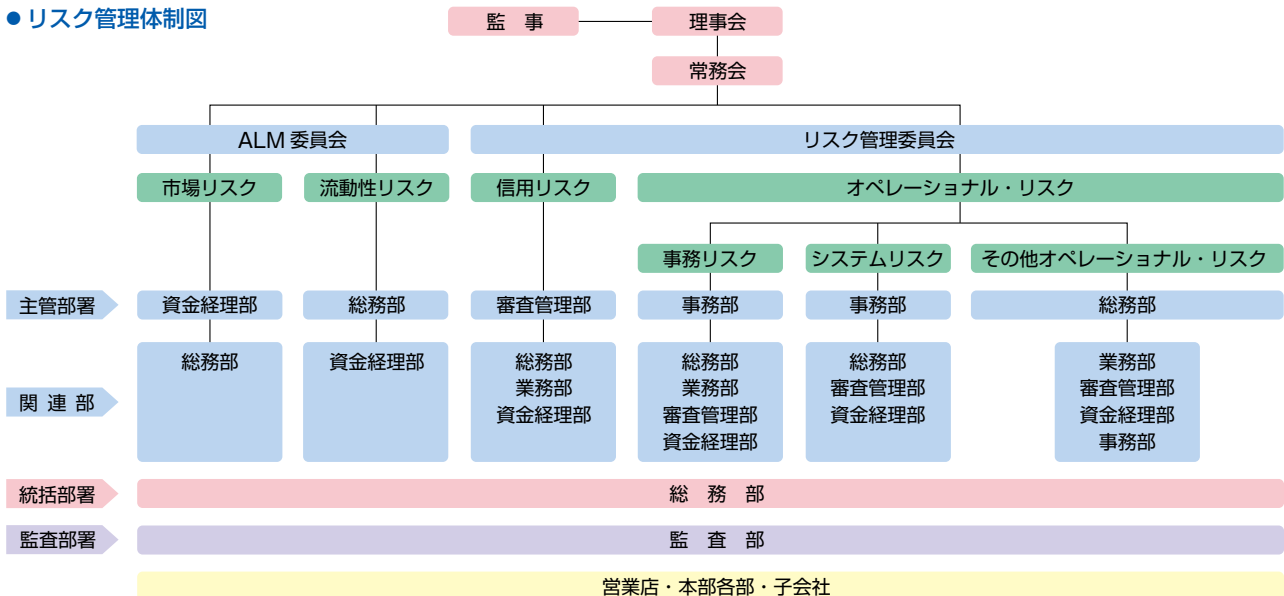 ●リスク管理体制図
監　事
理事会
常務会
ALM 委員会
リスク管理委員会
市場リスク
流動性リスク
信用リスク
オペレーショナル・リスク
事務リスク
システムリスク
その他オペレーショナル・リスク
主管部署
資金経理部
総務部
審査管理部
事務部
事務部
総務部
関 連 部
総務部
資金経理部
総務部
業務部
資金経理部
総務部
業務部
審査管理部
資金経理部
総務部
審査管理部
資金経理部
業務部
審査管理部
資金経理部
事務部
統括部署
総　務　部
監査部署
監　査　部
営業店・本部各部・子会社